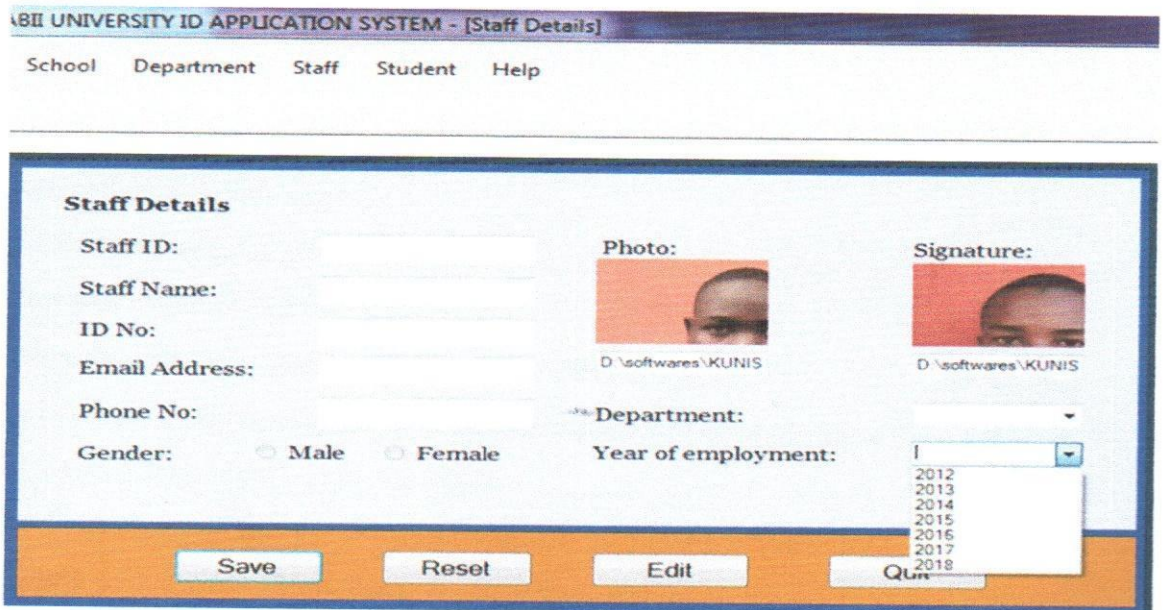 ABII UNIVERSITY ID APPLICATION SYSTEM - [Staff Details]
School Department Staff Student Help
Staff Details
Staff ID:
Staff Name:
ID No:
Email Address:
Phone No:
Gender: Male Female
Photo:
D:\softwares\KUNIS
Signature:
D:\softwares\KUNIS
Department:
Year of employment:
2012
2013
2014
2015
2016
2017
2018
Save Reset Edit Quit